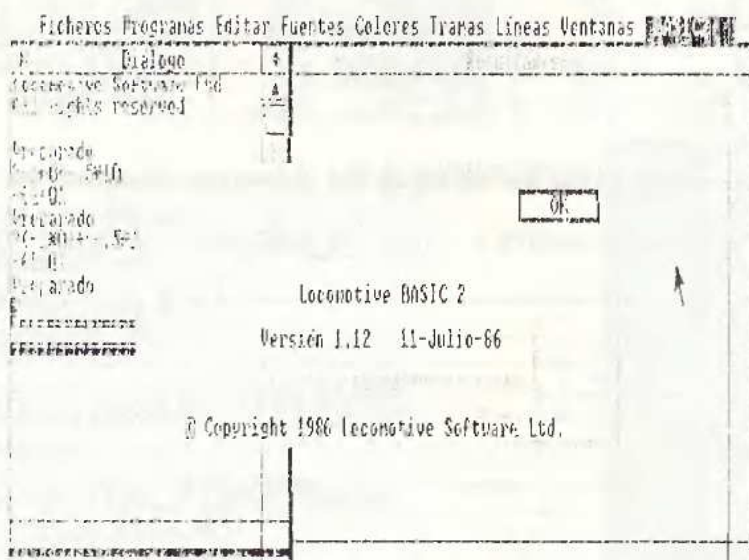 Ficheros Programas Editar Fuentes Colores Tramas Líneas Ventanas
Diálogo
Locomotive Software Ltd
All rights reserved
Preparado
Preparado
Preparado
OK
Locomotive BASIC 2
Versión 1.12 11-Julio-86
© Copyright 1986 Locomotive Software Ltd.